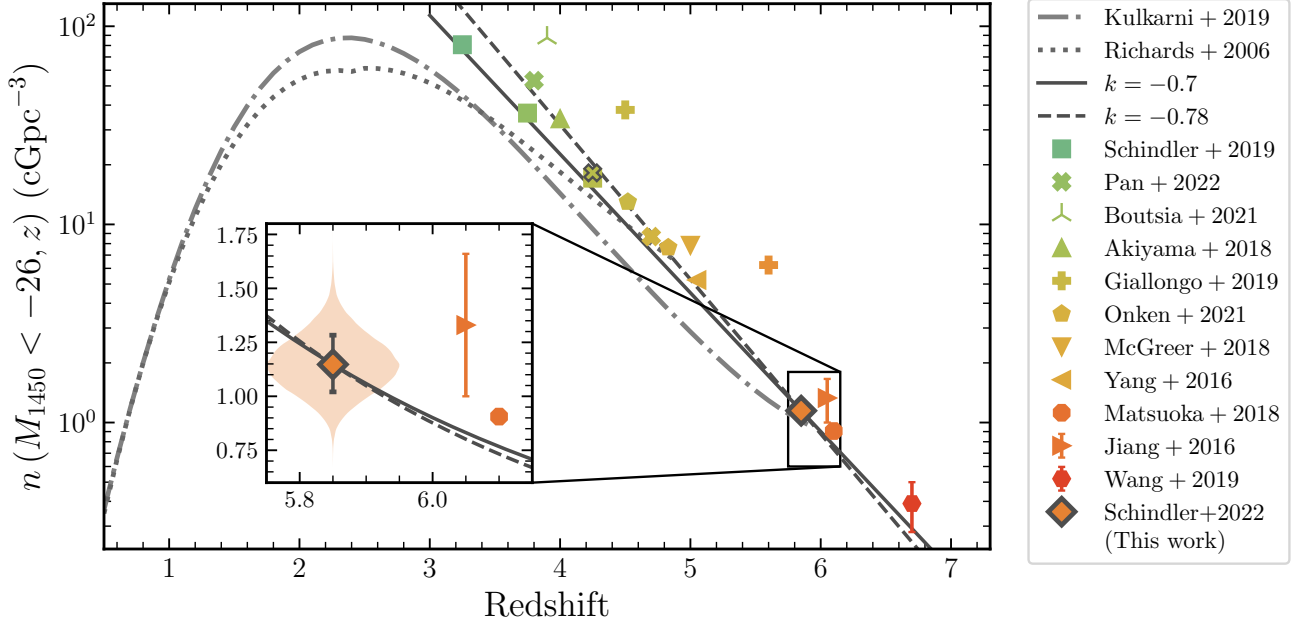 n (M₁₄₅₀ < −26, z) (cGpc⁻³)
10²
10¹
10⁰
1.75
1.50
1.25
1.00
0.75
5.8
6.0
1 2 3 4 5 6 7
Redshift
Kulkarni + 2019
Richards + 2006
k = −0.7
k = −0.78
Schindler + 2019
Pan + 2022
Boutsia + 2021
Akiyama + 2018
Giallongo + 2019
Onken + 2021
McGreer + 2018
Yang + 2016
Matsuoka + 2018
Jiang + 2016
Wang + 2019
Schindler+2022
(This work)